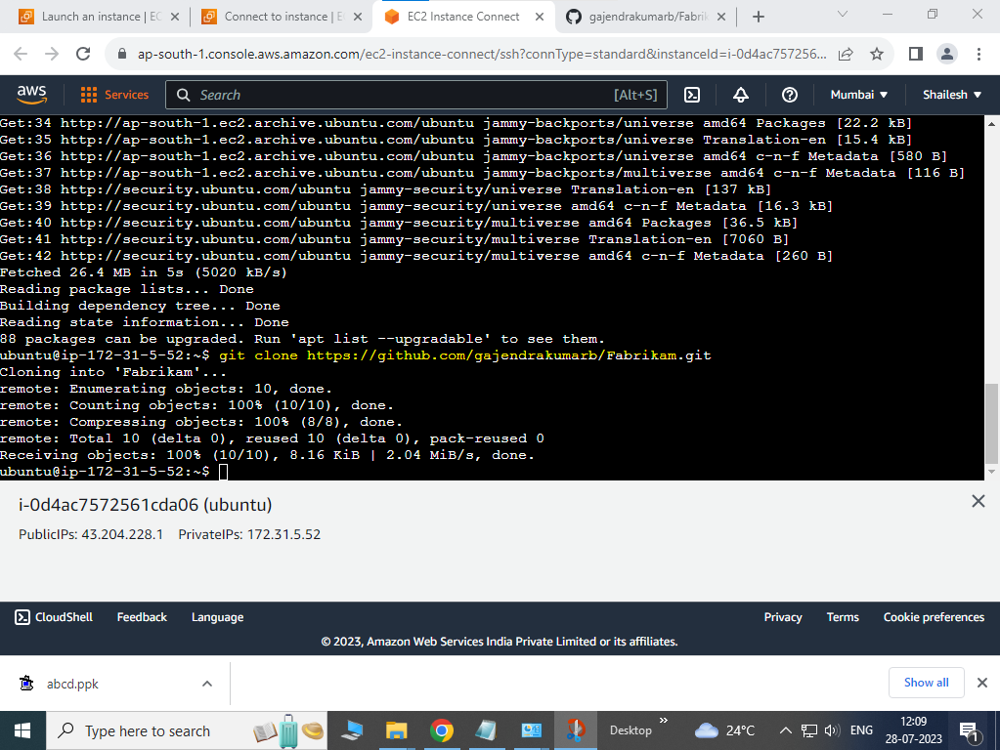 Launch an instance | EC
Connect to instance | E
EC2 Instance Connect
gajendrakumarb/Fabrik
ap-south-1.console.aws.amazon.com/ec2-instance-connect/ssh?connType=standard&instanceId=i-0d4ac757256...
aws
Services
Search
[Alt+S]
Mumbai
Shailesh
Get:34 http://ap-south-1.ec2.archive.ubuntu.com/ubuntu jammy-backports/universe amd64 Packages [22.2 kB]
Get:35 http://ap-south-1.ec2.archive.ubuntu.com/ubuntu jammy-backports/universe Translation-en [15.4 kB]
Get:36 http://ap-south-1.ec2.archive.ubuntu.com/ubuntu jammy-backports/universe amd64 c-n-f Metadata [580 B]
Get:37 http://ap-south-1.ec2.archive.ubuntu.com/ubuntu jammy-backports/multiverse amd64 c-n-f Metadata [116 B]
Get:38 http://security.ubuntu.com/ubuntu jammy-security/universe Translation-en [137 kB]
Get:39 http://security.ubuntu.com/ubuntu jammy-security/universe amd64 c-n-f Metadata [16.3 kB]
Get:40 http://security.ubuntu.com/ubuntu jammy-security/multiverse amd64 Packages [36.5 kB]
Get:41 http://security.ubuntu.com/ubuntu jammy-security/multiverse Translation-en [7060 B]
Get:42 http://security.ubuntu.com/ubuntu jammy-security/multiverse amd64 c-n-f Metadata [260 B]
Fetched 26.4 MB in 5s (5020 kB/s)
Reading package lists... Done
Building dependency tree... Done
Reading state information... Done
88 packages can be upgraded. Run 'apt list --upgradable' to see them.
ubuntu@ip-172-31-5-52:~$ git clone https://github.com/gajendrakumarb/Fabrikam.git
Cloning into 'Fabrikam'...
remote: Enumerating objects: 10, done.
remote: Counting objects: 100% (10/10), done.
remote: Compressing objects: 100% (8/8), done.
remote: Total 10 (delta 0), reused 10 (delta 0), pack-reused 0
Receiving objects: 100% (10/10), 8.16 KiB | 2.04 MiB/s, done.
ubuntu@ip-172-31-5-52:~$
i-0d4ac7572561cda06 (ubuntu)
PublicIPs: 43.204.228.1 PrivateIPs: 172.31.5.52
CloudShell
Feedback
Language
Privacy
Terms
Cookie preferences
© 2023, Amazon Web Services India Private Limited or its affiliates.
abcd.ppk
Show all
Type here to search
Desktop
24°C
ENG
12:09
28-07-2023
1